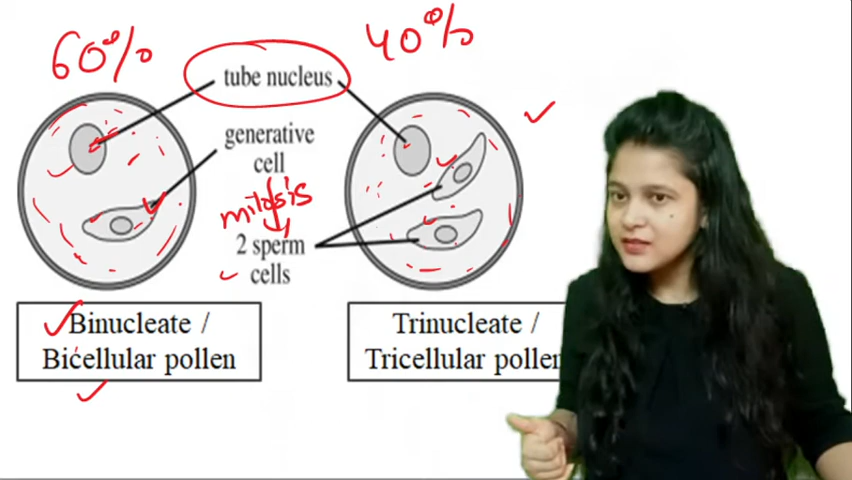 60%
40%
tube nucleus
generative
cell
mitosis
2 sperm
cells
Binucleate /
Bicellular pollen
Trinucleate /
Tricellular pollen